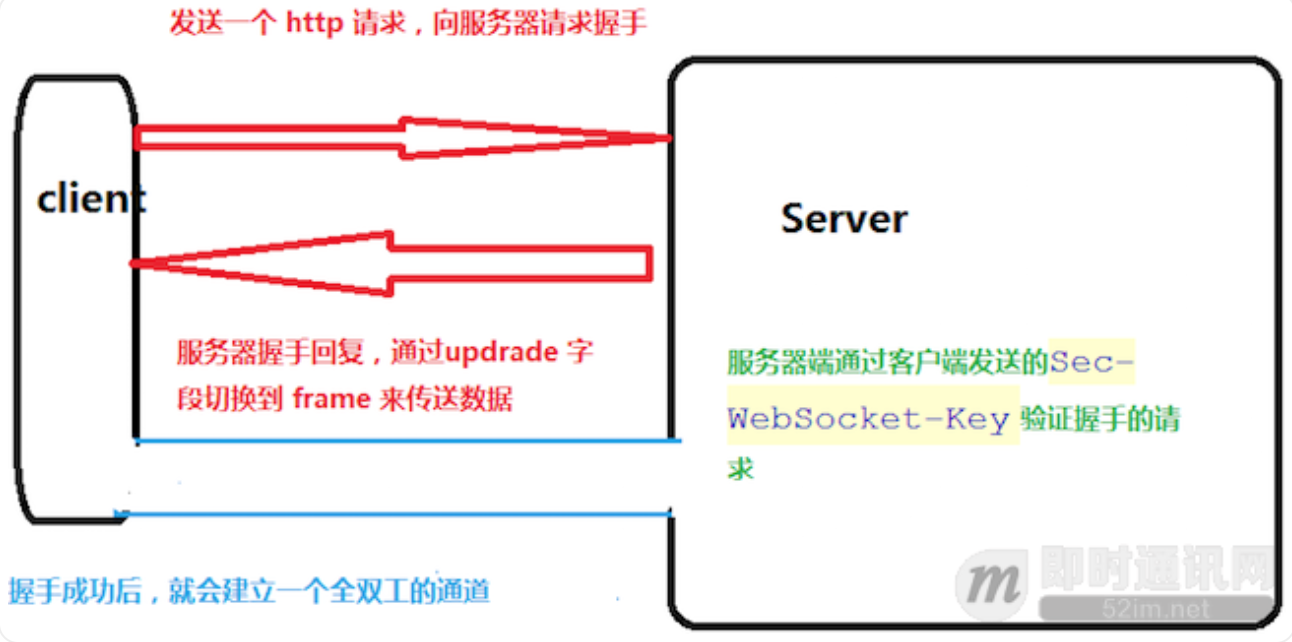 发送一个 http 请求，向服务器请求握手
client
Server
服务器握手回复，通过updrade 字
段切换到 frame 来传送数据
服务器端通过客户端发送的Sec-
WebSocket-Key 验证握手的请
求
握手成功后，就会建立一个全双工的通道
m 即时通讯网
52im.net